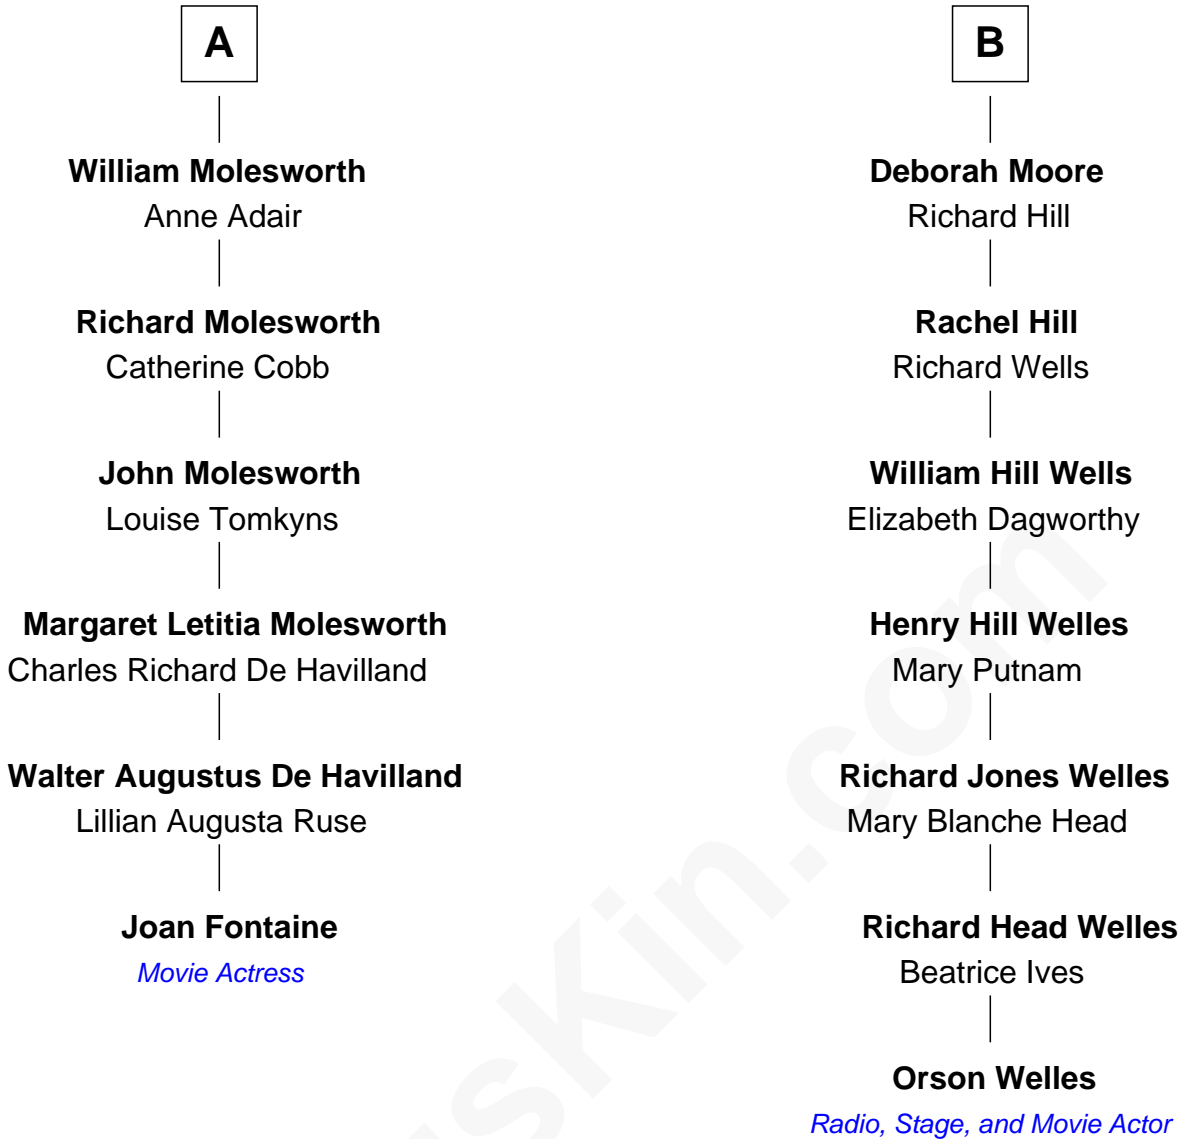 A
William Molesworth
Anne Adair
Richard Molesworth
Catherine Cobb
John Molesworth
Louise Tomkyns
Margaret Letitia Molesworth
Charles Richard De Havilland
Walter Augustus De Havilland
Lillian Augusta Ruse
Joan Fontaine
Movie Actress
B
Deborah Moore
Richard Hill
Rachel Hill
Richard Wells
William Hill Wells
Elizabeth Dagworthy
Henry Hill Welles
Mary Putnam
Richard Jones Welles
Mary Blanche Head
Richard Head Welles
Beatrice Ives
Orson Welles
Radio, Stage, and Movie Actor